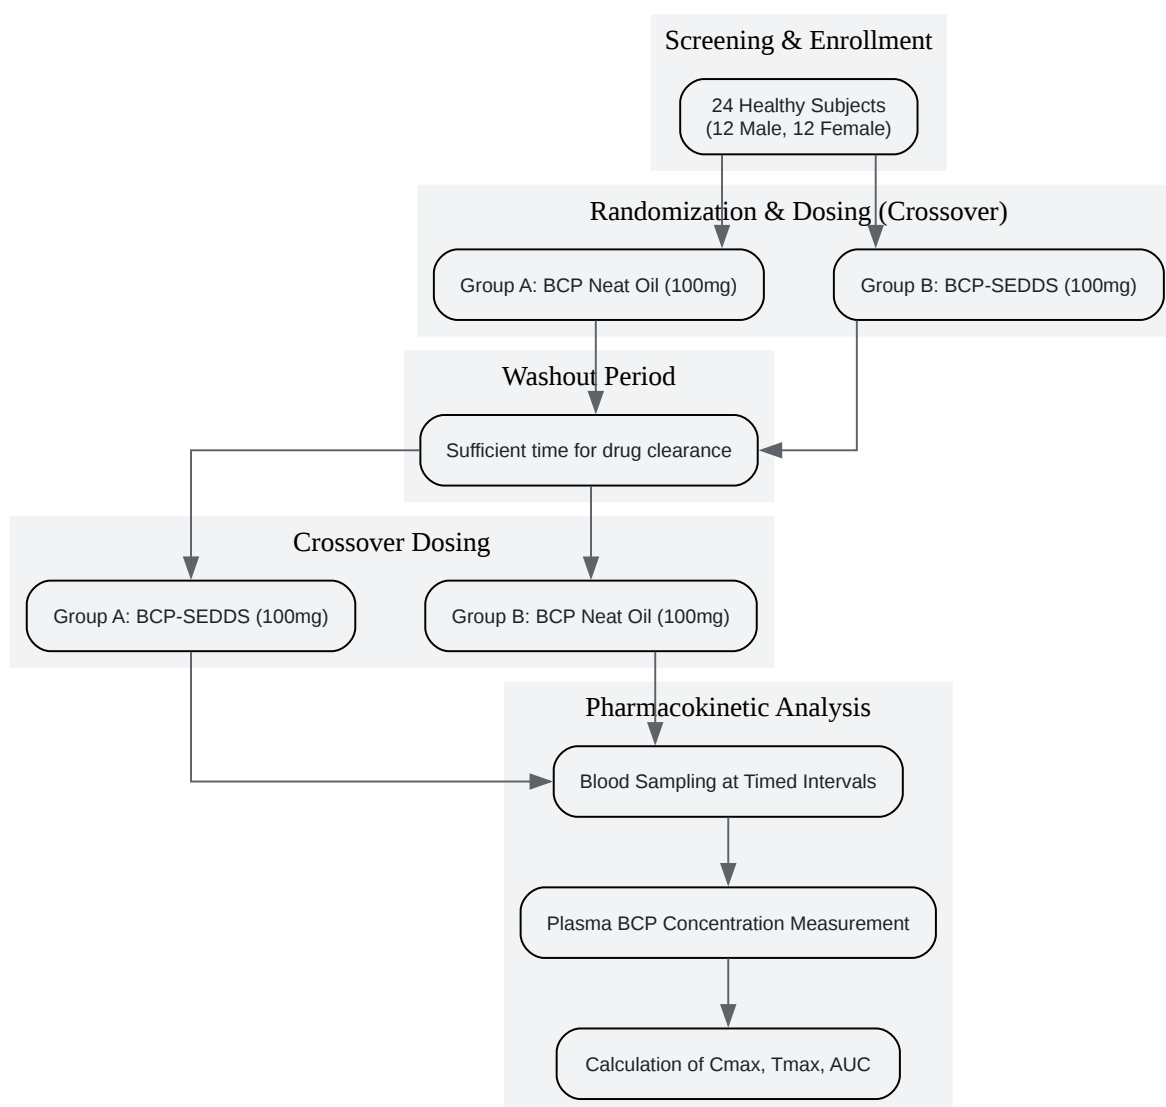 Screening & Enrollment
24 Healthy Subjects
(12 Male, 12 Female)
Randomization & Dosing (Crossover)
Group A: BCP Neat Oil (100mg)
Group B: BCP-SEDDS (100mg)
Washout Period
Sufficient time for drug clearance
Crossover Dosing
Group A: BCP-SEDDS (100mg)
Group B: BCP Neat Oil (100mg)
Pharmacokinetic Analysis
Blood Sampling at Timed Intervals
Plasma BCP Concentration Measurement
Calculation of Cmax, Tmax, AUC